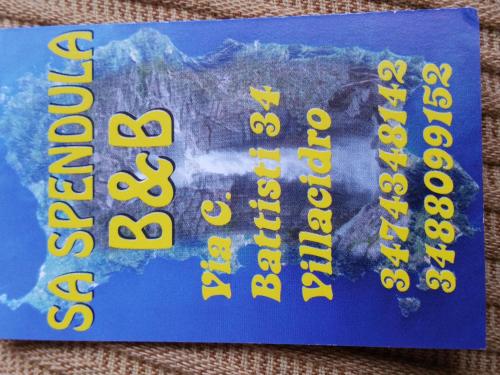 SA SPENDULA
B&B
Via C.
Battisti 34
Villacidro
3474348142
3488099152